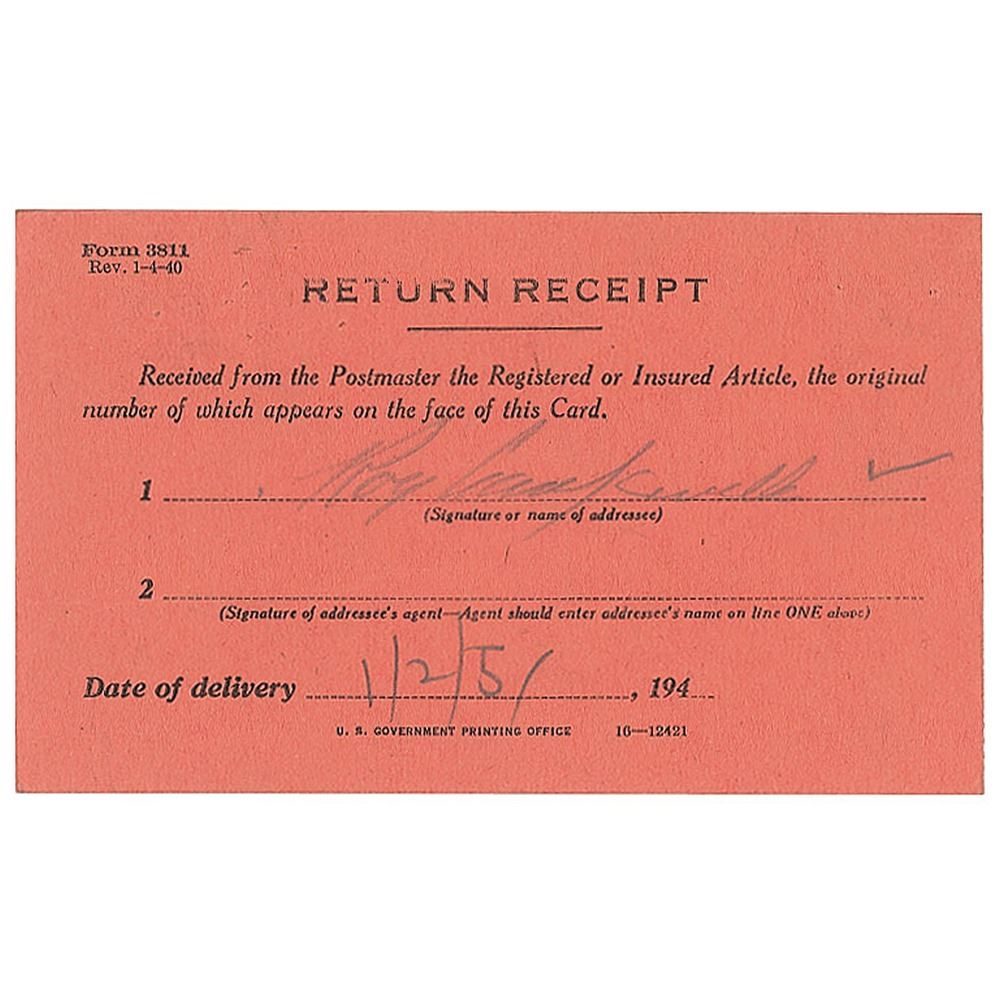 Form 3811
Rev. 1-4-40
RETURN RECEIPT
Received from the Postmaster the Registered or Insured Article, the original
number of which appears on the face of this Card.
1 Roy
(Signature or name of addressee)
2
(Signature of addressee's agent—Agent should enter addressee's name on line ONE above)
Date of delivery 1/2/51, 194
U. S. GOVERNMENT PRINTING OFFICE 16—12421